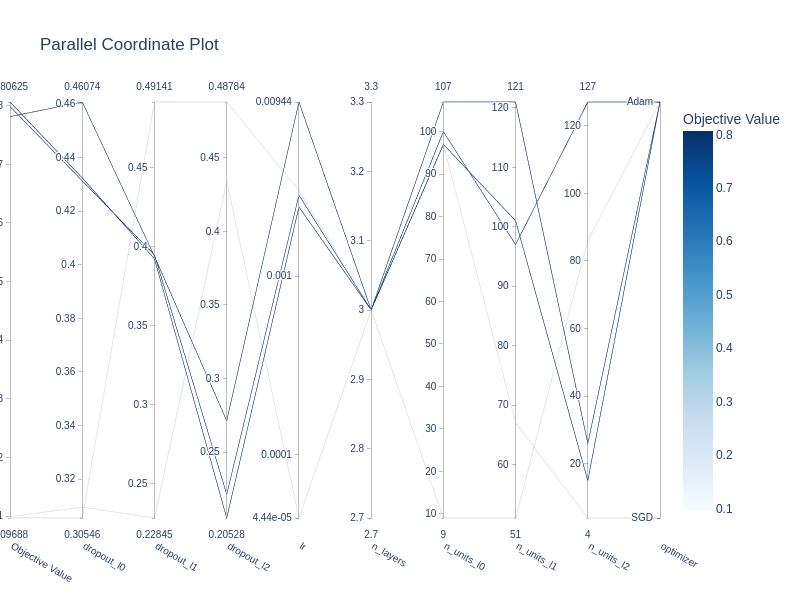 Parallel Coordinate Plot
80625 0.46074 0.49141 0.48784 3.3 107 121 127
0.00944 3.3 120 Adam
0.46 120
100
7 0.44 0.45 0.45 3.2 90 110
6 0.42 0.4 80
0.4 0.4 3.1 70 100 100
5 0.001 60 90 80
0.38 0.35 0.35 3 50
4 0.36 80 60
3 0.34 0.3 0.3 2.9 40
30 70 40
2 0.32 0.25 0.25 0.0001 2.8 20 60 20
1 4.44e-05 2.7 10 SGD
09688 0.30546 0.22845 0.20528 2.7 9 51 4
Objective Value
dropout_l0
dropout_l1
dropout_l2
lr
n_layers
n_units_l0
n_units_l1
n_units_l2
optimizer
Objective Value
0.8
0.7
0.6
0.5
0.4
0.3
0.2
0.1